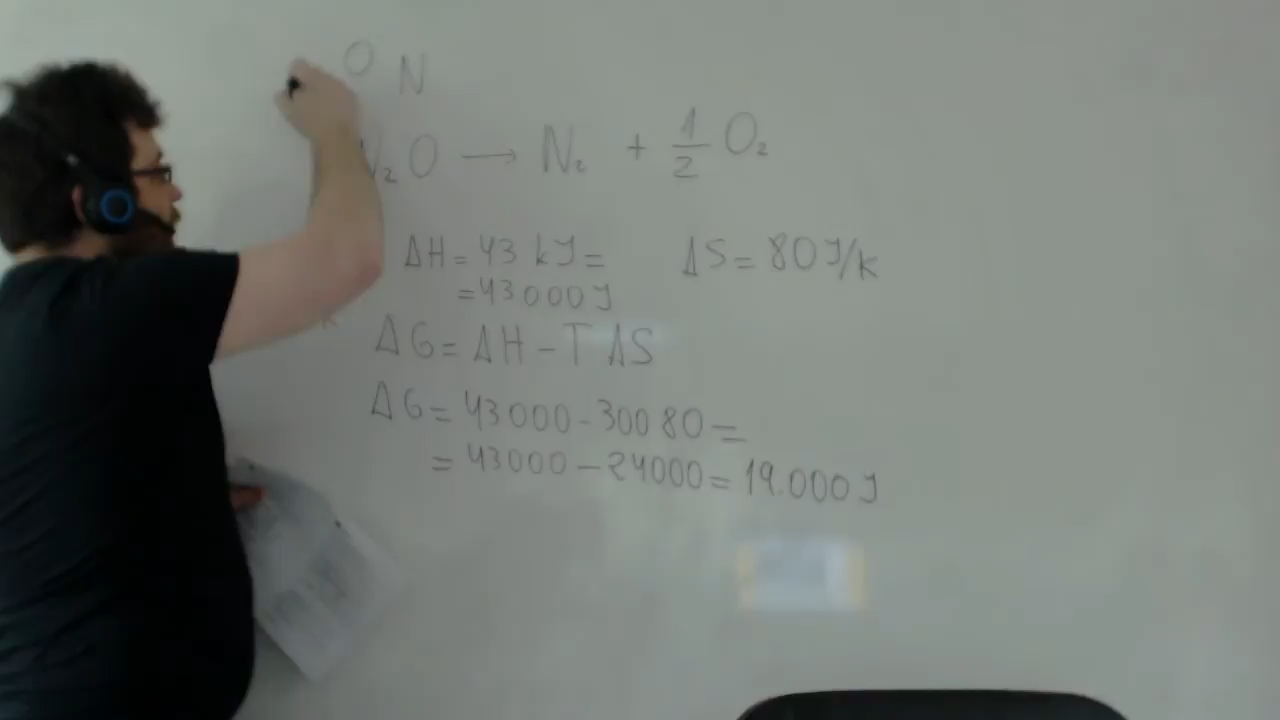 O N
N₂O → N₂ + 1/2 O₂
ΔH = 43 kJ = ΔS = 80 J/K
= 43000 J
ΔG = ΔH - T ΔS
ΔG = 43000 - 300 80 =
= 43000 - 24000 = 19.000 J